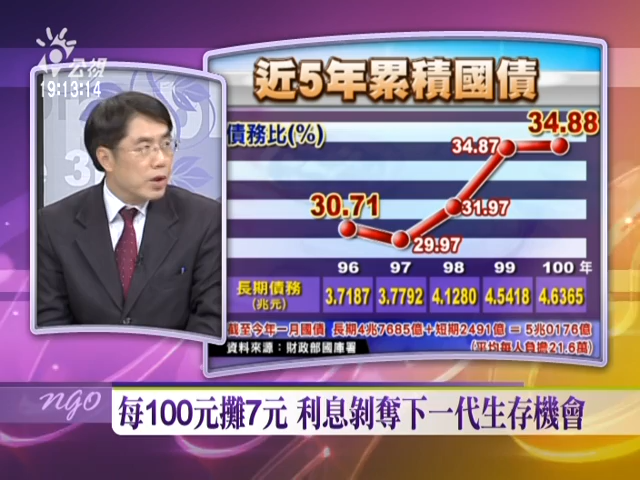 公視
19:13:14
近5年累積國債
債務比(%)
34.88
34.87
30.71
31.97
29.97
96 97 98 99 100 年
長期債務 3.7187 3.7792 4.1280 4.5418 4.6365
(兆元)
截至今年一月國債 長期4兆7685億+短期2491億 = 5兆0176億
資料來源:財政部國庫署 (平均每人負擔21.6萬)
ngo 每100元攤7元 利息剝奪下一代生存機會